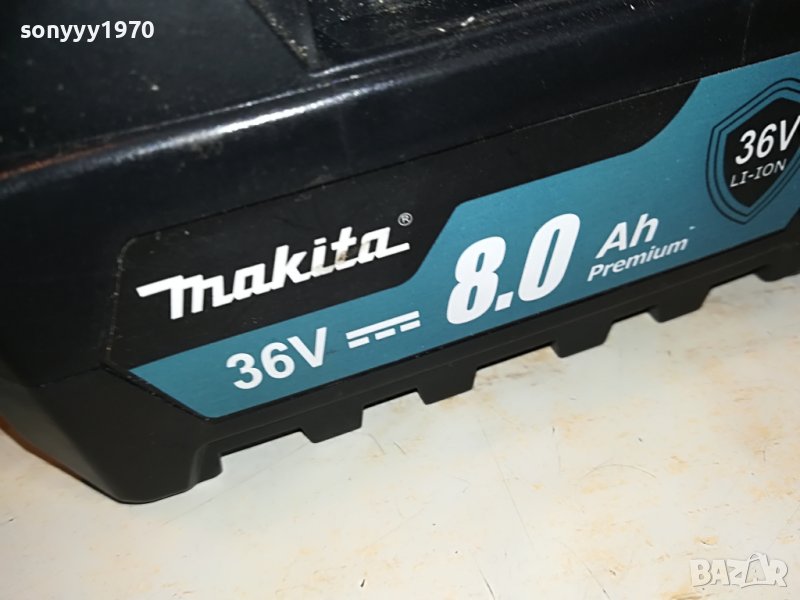 sonyyy1970
makita®
36V
8.0 Ah
Premium
36V
LI-ION
BAZAR